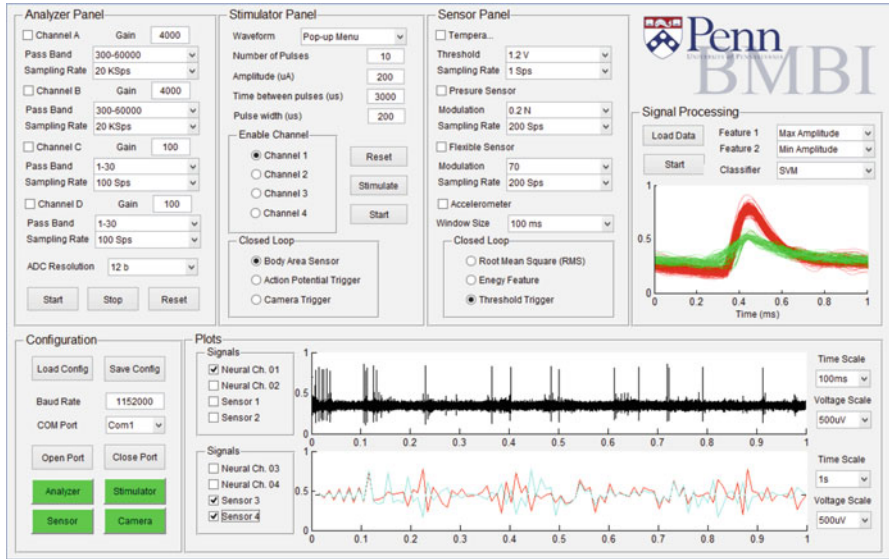 Analyzer Panel
Channel A Gain 4000
Pass Band 300-60000
Sampling Rate 20 KSps
Channel B Gain 4000
Pass Band 300-60000
Sampling Rate 20 KSps
Channel C Gain 100
Pass Band 1-30
Sampling Rate 100 Sps
Channel D Gain 100
Pass Band 1-30
Sampling Rate 100 Sps
ADC Resolution 12 b
Start Stop Reset
Stimulator Panel
Waveform Pop-up Menu
Number of Pulses 10
Amplitude (uA) 200
Time between pulses (us) 3000
Pulse width (us) 200
Enable Channel
Channel 1
Channel 2
Channel 3
Channel 4
Reset
Stimulate
Start
Closed Loop
Body Area Sensor
Action Potential Trigger
Camera Trigger
Sensor Panel
Tempera...
Threshold 1.2 V
Sampling Rate 1 Sps
Presure Sensor
Modulation 0.2 N
Sampling Rate 200 Sps
Flexible Sensor
Modulation 70
Sampling Rate 200 Sps
Accelerometer
Window Size 100 ms
Closed Loop
Root Mean Square (RMS)
Enegy Feature
Threshold Trigger
Penn
UNIVERSITY OF PENNSYLVANIA
BMBI
Signal Processing
Load Data Feature 1 Max Amplitude
Feature 2 Min Amplitude
Start Classifier SVM
1
0.5
0
0 0.2 0.4 0.6 0.8 1
Time (ms)
Configuration
Load Config Save Config
Baud Rate 1152000
COM Port Com1
Open Port Close Port
Analyzer Stimulator
Sensor Camera
Plots
Signals
Neural Ch. 01
Neural Ch. 02
Sensor 1
Sensor 2
1
0.5
0
0 0.1 0.2 0.3 0.4 0.5 0.6 0.7 0.8 0.9 1
Time Scale
100ms
Voltage Scale
500uV
Signals
Neural Ch. 03
Neural Ch. 04
Sensor 3
Sensor 4
1
0.5
0
0 0.1 0.2 0.3 0.4 0.5 0.6 0.7 0.8 0.9 1
Time Scale
1s
Voltage Scale
500uV